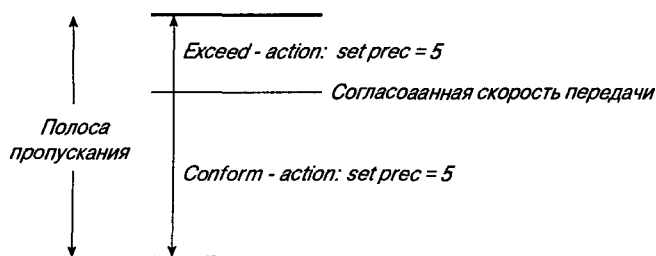 Exceed - action: set prec = 5
Согласоаанная скорость передачи
Полоса
пропускания
Conform - action: set prec = 5